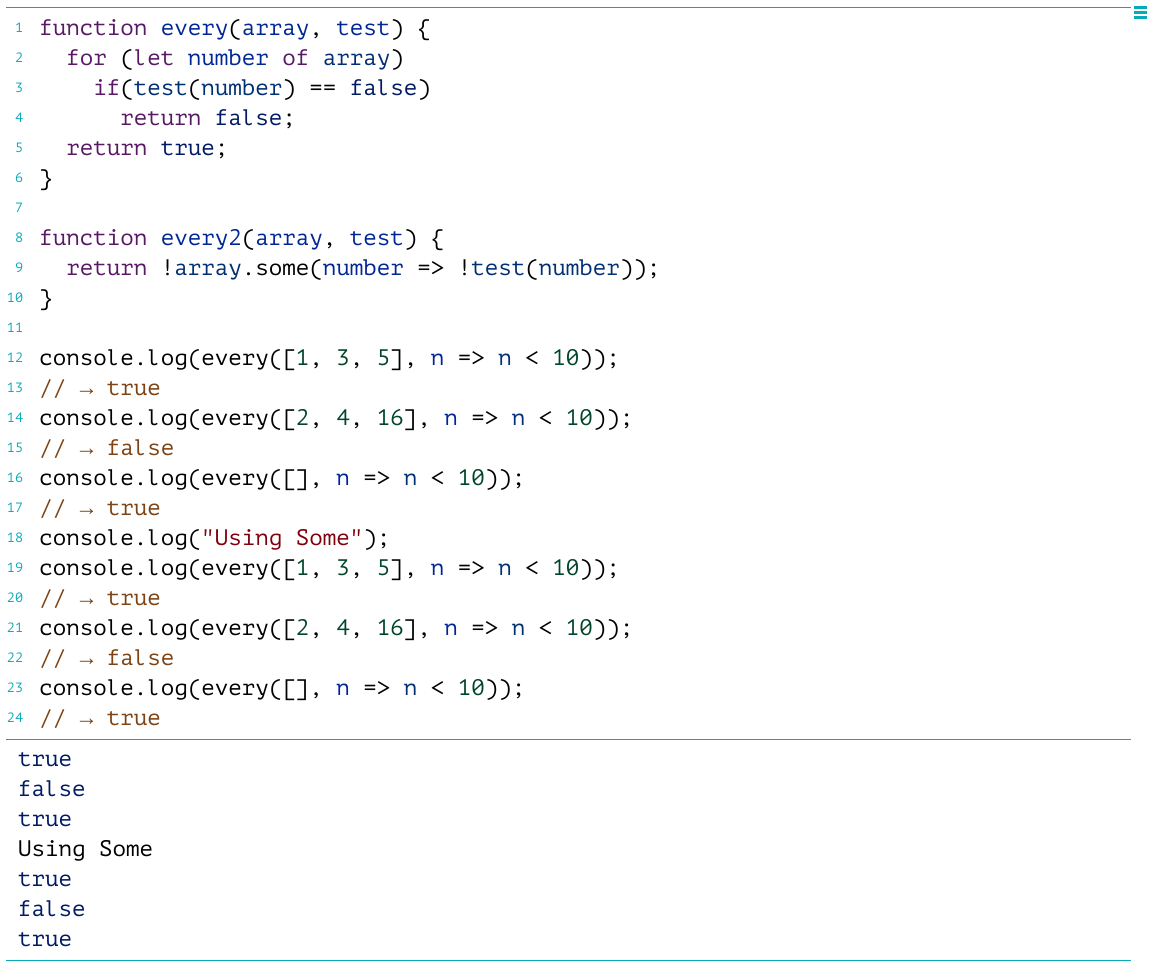 1 function every(array, test) {
2   for (let number of array)
3     if(test(number) == false)
4       return false;
5   return true;
6 }
7
8 function every2(array, test) {
9   return !array.some(number => !test(number));
10 }
11
12 console.log(every([1, 3, 5], n => n < 10));
13 // → true
14 console.log(every([2, 4, 16], n => n < 10));
15 // → false
16 console.log(every([], n => n < 10));
17 // → true
18 console.log("Using Some");
19 console.log(every([1, 3, 5], n => n < 10));
20 // → true
21 console.log(every([2, 4, 16], n => n < 10));
22 // → false
23 console.log(every([], n => n < 10));
24 // → true
true
false
true
Using Some
true
false
true